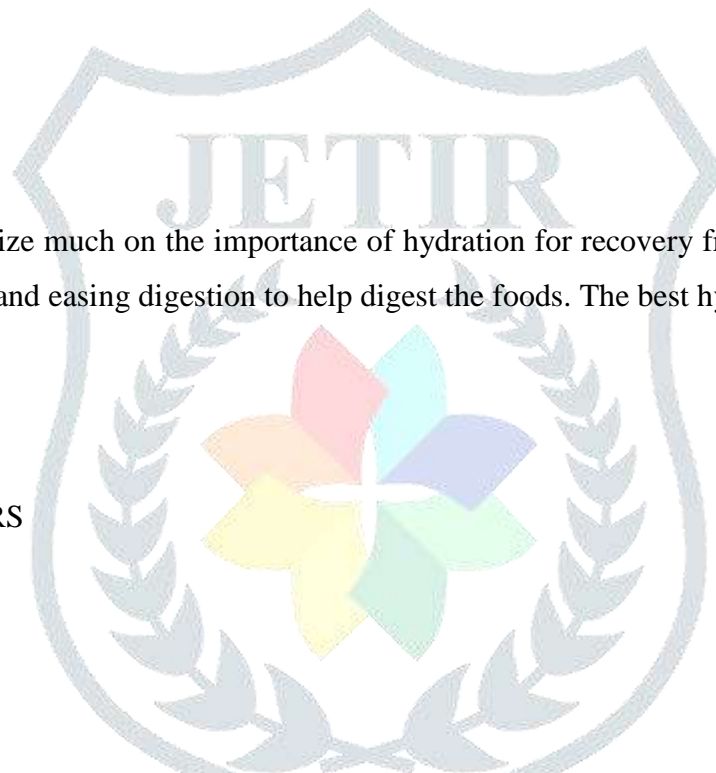 JETIR
ize much on the importance of hydration for recovery fr
and easing digestion to help digest the foods. The best hy
RS